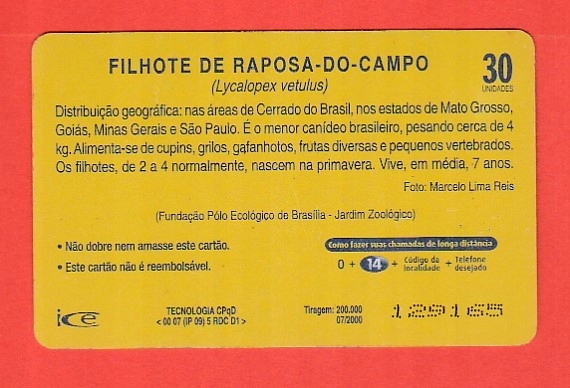 FILHOTE DE RAPOSA-DO-CAMPO
(Lycalopex vetulus)
30
UNIDADES
Distribuição geográfica: nas áreas de Cerrado do Brasil, nos estados de Mato Grosso,
Goiás, Minas Gerais e São Paulo. É o menor canídeo brasileiro, pesando cerca de 4
kg. Alimenta-se de cupins, grilos, gafanhotos, frutas diversas e pequenos vertebrados.
Os filhotes, de 2 a 4 normalmente, nascem na primavera. Vive, em média, 7 anos.
Foto: Marcelo Lima Reis
(Fundação Pólo Ecológico de Brasília - Jardim Zoológico)
• Não dobre nem amasse este cartão.
• Este cartão não é reembolsável.
Como fazer suas chamadas de longa distância
0 + 14 + Código da localidade + Telefone desejado
ice
TECNOLOGIA CPqD
< 00 07 (IP 09) 5 RDC D1 >
Tiragem: 200.000
07/2000
129165